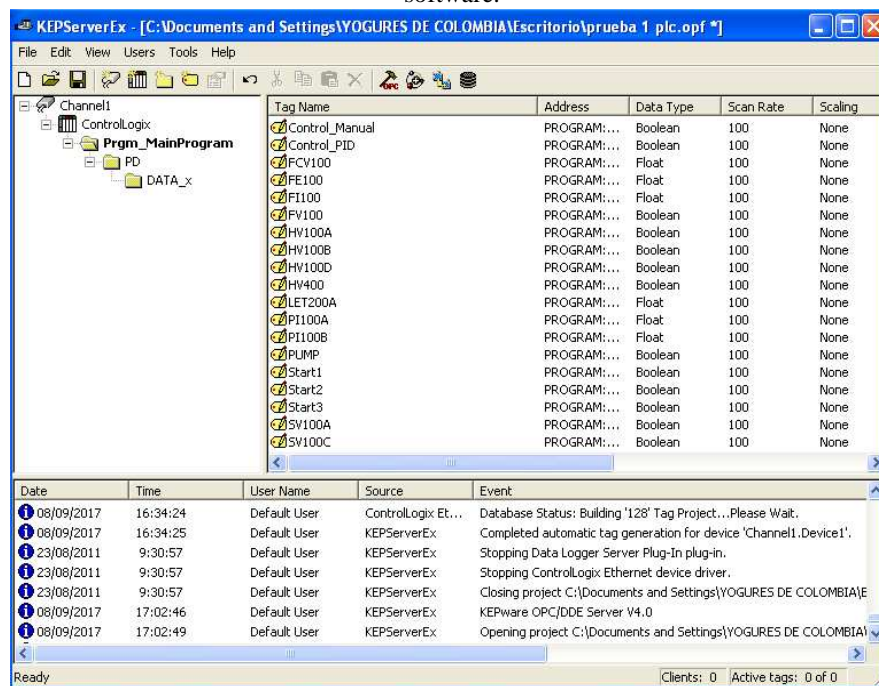 software.
KEPServerEx - [C:\Documents and Settings\YOGURES DE COLOMBIA\Escritorio\prueba 1 plc.opf *]
File Edit View Users Tools Help
Channel1
ControlLogix
Prgm_MainProgram
PD
DATA_x
Tag Name Address Data Type Scan Rate Scaling
Control_Manual PROGRAM:... Boolean 100 None
Control_PID PROGRAM:... Boolean 100 None
FCV100 PROGRAM:... Float 100 None
FE100 PROGRAM:... Float 100 None
FI100 PROGRAM:... Float 100 None
FV100 PROGRAM:... Boolean 100 None
HV100A PROGRAM:... Boolean 100 None
HV100B PROGRAM:... Boolean 100 None
HV100D PROGRAM:... Boolean 100 None
HV400 PROGRAM:... Boolean 100 None
LET200A PROGRAM:... Float 100 None
PI100A PROGRAM:... Float 100 None
PI100B PROGRAM:... Float 100 None
PUMP PROGRAM:... Boolean 100 None
Start1 PROGRAM:... Boolean 100 None
Start2 PROGRAM:... Boolean 100 None
Start3 PROGRAM:... Boolean 100 None
SV100A PROGRAM:... Boolean 100 None
SV100C PROGRAM:... Boolean 100 None
Date Time User Name Source Event
08/09/2017 16:34:24 Default User ControlLogix Et... Database Status: Building '128' Tag Project...Please Wait.
08/09/2017 16:34:25 Default User KEPServerEx Completed automatic tag generation for device 'Channel1.Device1'.
23/08/2011 9:30:57 Default User KEPServerEx Stopping Data Logger Server Plug-In plug-in.
23/08/2011 9:30:57 Default User KEPServerEx Stopping ControlLogix Ethernet device driver.
23/08/2011 9:30:57 Default User KEPServerEx Closing project C:\Documents and Settings\YOGURES DE COLOMBIA\E
08/09/2017 17:02:46 Default User KEPServerEx KEPware OPC/DDE Server V4.0
08/09/2017 17:02:49 Default User KEPServerEx Opening project C:\Documents and Settings\YOGURES DE COLOMBIA\
Ready Clients: 0 Active tags: 0 of 0